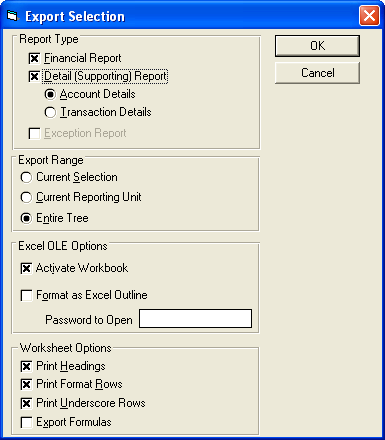 Export Selection
Report Type
Financial Report
Detail (Supporting) Report
Account Details
Transaction Details
Exception Report
OK
Cancel
Export Range
Current Selection
Current Reporting Unit
Entire Tree
Excel OLE Options
Activate Workbook
Format as Excel Outline
Password to Open
Worksheet Options
Print Headings
Print Format Rows
Print Underscore Rows
Export Formulas